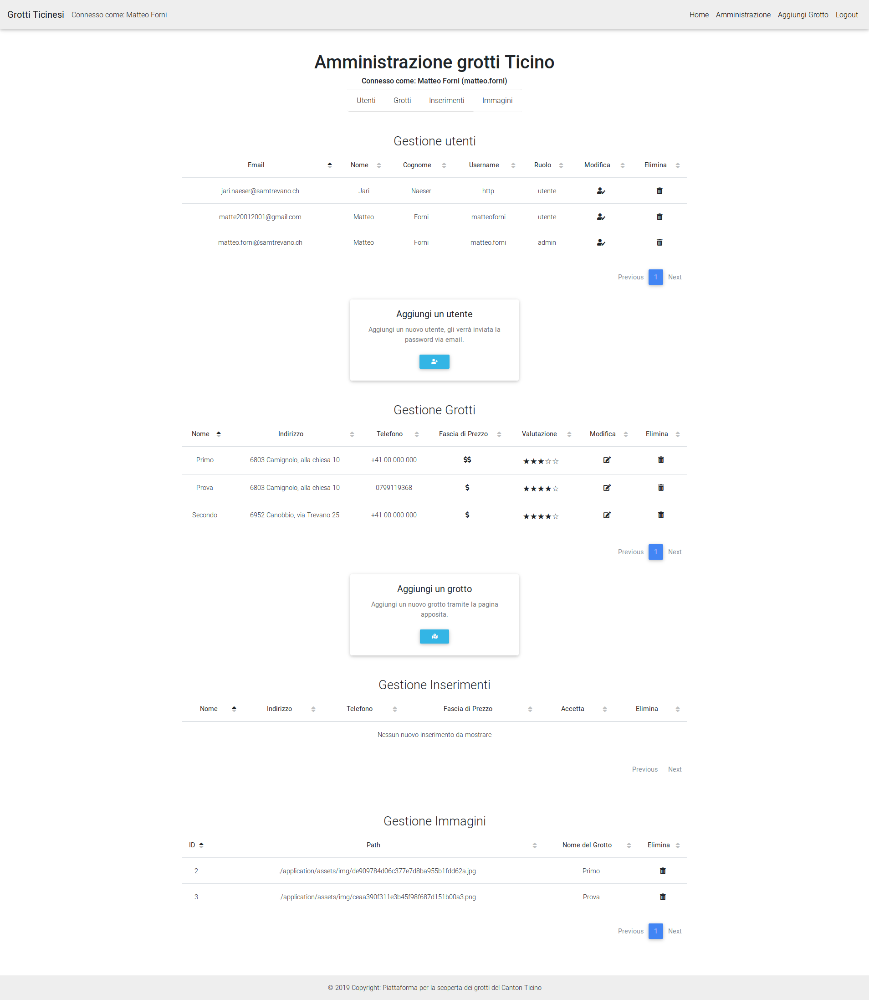 Grotti Ticinesi Connesso come: Matteo Forni Home Amministrazione Aggiungi Grotto Logout
Amministrazione grotti Ticino
Connesso come: Matteo Forni (matteo.forni)
Utenti Grotti Inserimenti Immagini
Gestione utenti
Email Nome Cognome Username Ruolo Modifica Elimina
jari.naeser@samtrevano.ch Jari Naeser http utente
matte20012001@gmail.com Matteo Forni matteoforni utente
matteo.forni@samtrevano.ch Matteo Forni matteo.forni admin
Previous 1 Next
Aggiungi un utente
Aggiungi un nuovo utente, gli verrà inviata la
password via email.
Gestione Grotti
Nome Indirizzo Telefono Fascia di Prezzo Valutazione Modifica Elimina
Primo 6803 Camignolo, alla chiesa 10 +41 00 000 000 $$ ★★★☆☆
Prova 6803 Camignolo, alla chiesa 10 0799119368 $ ★★★★☆
Secondo 6952 Canobbio, via Trevano 25 +41 00 000 000 $ ★★★★☆
Previous 1 Next
Aggiungi un grotto
Aggiungi un nuovo grotto tramite la pagina
apposita.
Gestione Inserimenti
Nome Indirizzo Telefono Fascia di Prezzo Accetta Elimina
Nessun nuovo inserimento da mostrare
Previous Next
Gestione Immagini
ID Path Nome del Grotto Elimina
2 ./application/assets/img/de909784d06c377e7d8ba955b1fdd62a.jpg Primo
3 ./application/assets/img/ceaa390f311e3b45f98f687d151b00a3.png Prova
Previous 1 Next
© 2019 Copyright: Piattaforma per la scoperta dei grotti del Canton Ticino